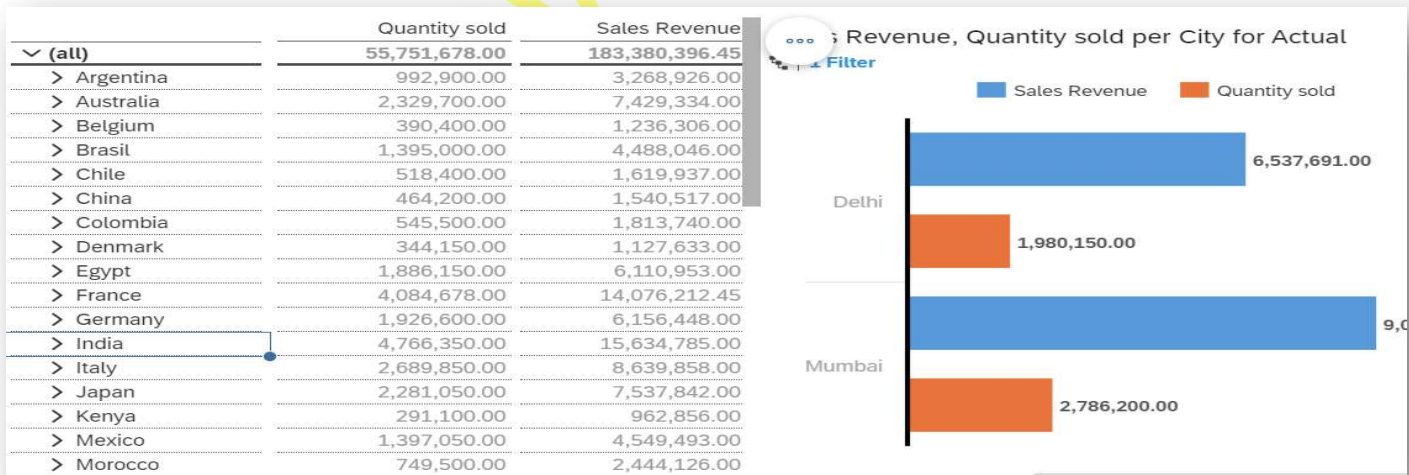 Quantity sold Sales Revenue
(all) 55,751,678.00 183,380,396.45
Argentina 992,900.00 3,268,926.00
Australia 2,329,700.00 7,429,334.00
Belgium 390,400.00 1,236,306.00
Brasil 1,395,000.00 4,488,046.00
Chile 518,400.00 1,619,937.00
China 464,200.00 1,540,517.00
Colombia 545,500.00 1,813,740.00
Denmark 344,150.00 1,127,633.00
Egypt 1,886,150.00 6,110,953.00
France 4,084,678.00 14,076,212.45
Germany 1,926,600.00 6,156,448.00
India 4,766,350.00 15,634,785.00
Italy 2,689,850.00 8,639,858.00
Japan 2,281,050.00 7,537,842.00
Kenya 291,100.00 962,856.00
Mexico 1,397,050.00 4,549,493.00
Morocco 749,500.00 2,444,126.00
s Revenue, Quantity sold per City for Actual
1 Filter
Sales Revenue Quantity sold
6,537,691.00
Delhi
1,980,150.00
9,0
Mumbai
2,786,200.00